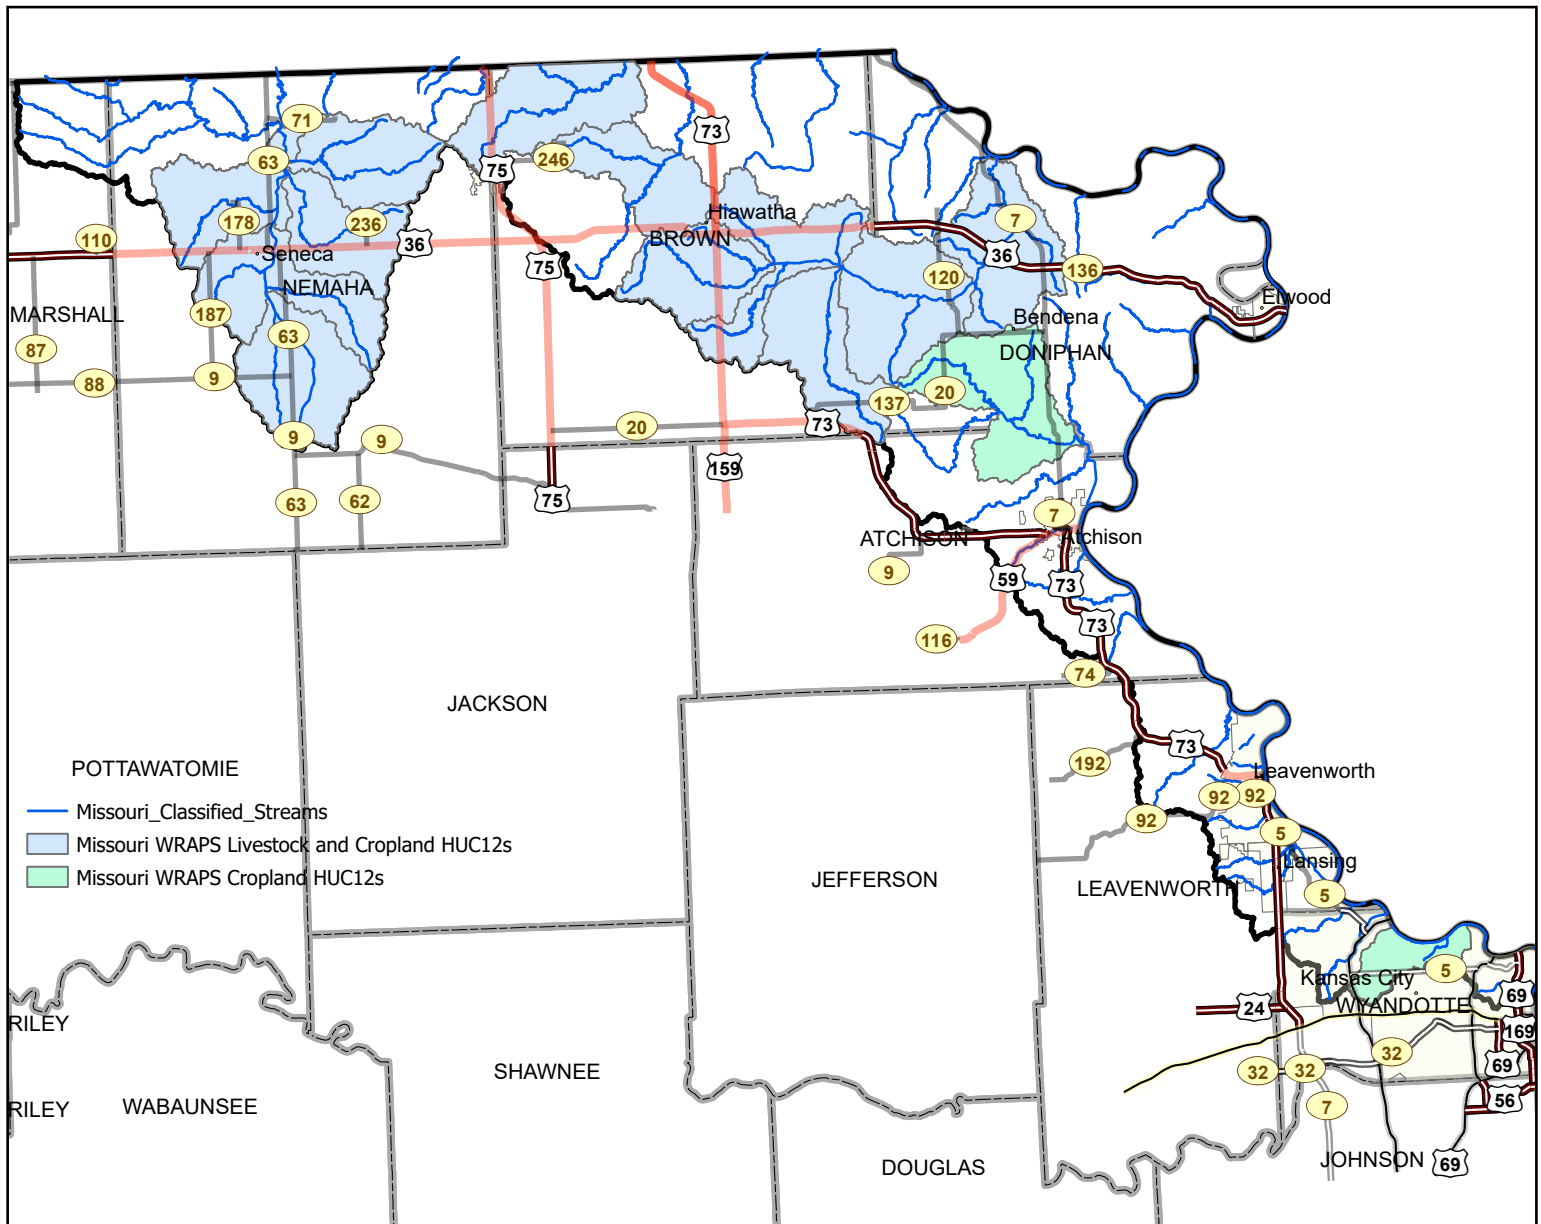 71
73
63
246
75
75
178
236
7
Hiawatha
110
36
BROWN
36
136
Seneca
120
NEMAHA
Elwood
187
MARSHALL
Bendena
63
87
DONIPHAN
88
9
20
137
9
9
20
73
159
63
62
75
7
ATCHISON
Atchison
9
59
73
73
116
74
JACKSON
73
192
POTTAWATOMIE
Leavenworth
92
92
92
Missouri_Classified_Streams
5
Missouri WRAPS Livestock and Cropland HUC12s
Lansing
Missouri WRAPS Cropland HUC12s
JEFFERSON
LEAVENWORTH
5
5
Kansas City
69
WYANDOTTE
24
RILEY
169
32
69
SHAWNEE
32
32
56
RILEY
WABAUNSEE
7
DOUGLAS
JOHNSON
69